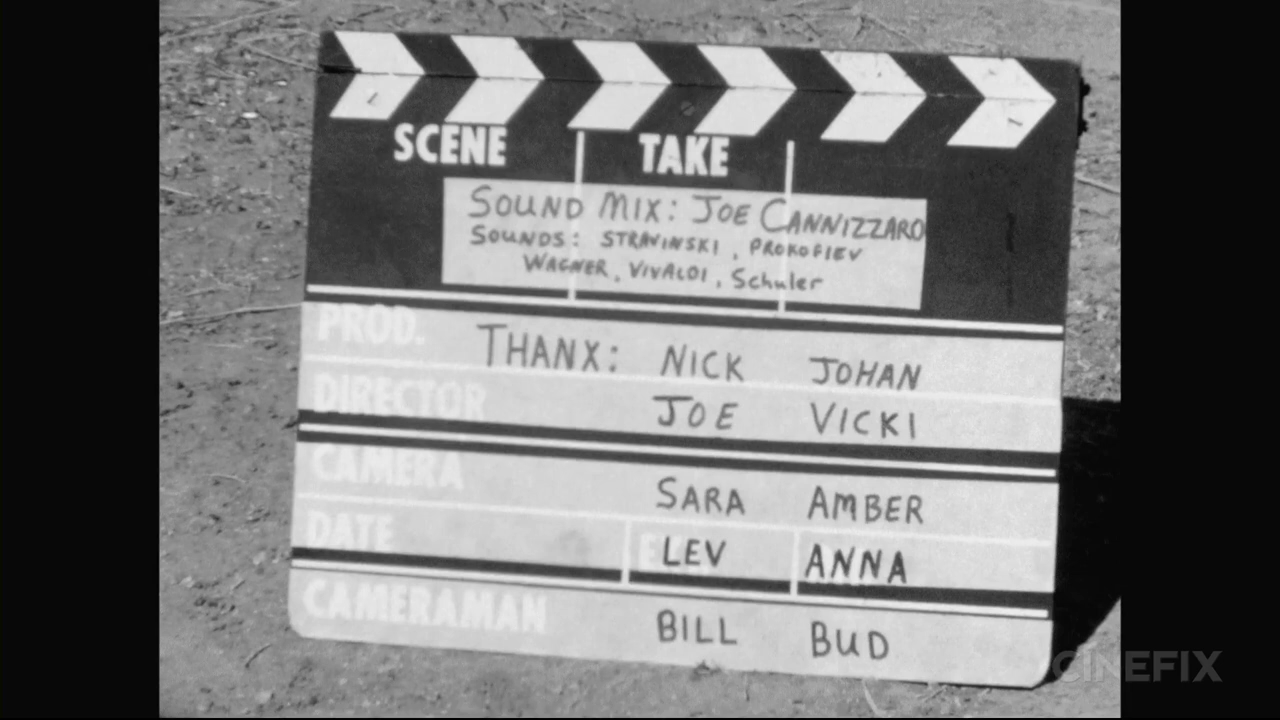 SCENE TAKE
SOUND MIX: JOE CANNIZZARO
SOUNDS: STRAVINSKI, PROKOFIEV
WAGNER, VIVALDI, Schuler
PROD.
THANX: NICK JOHAN
DIRECTOR
JOE VICKI
CAMERA
SARA AMBER
DATE
LEV ANNA
CAMERAMAN
BILL BUD
CINEFIX